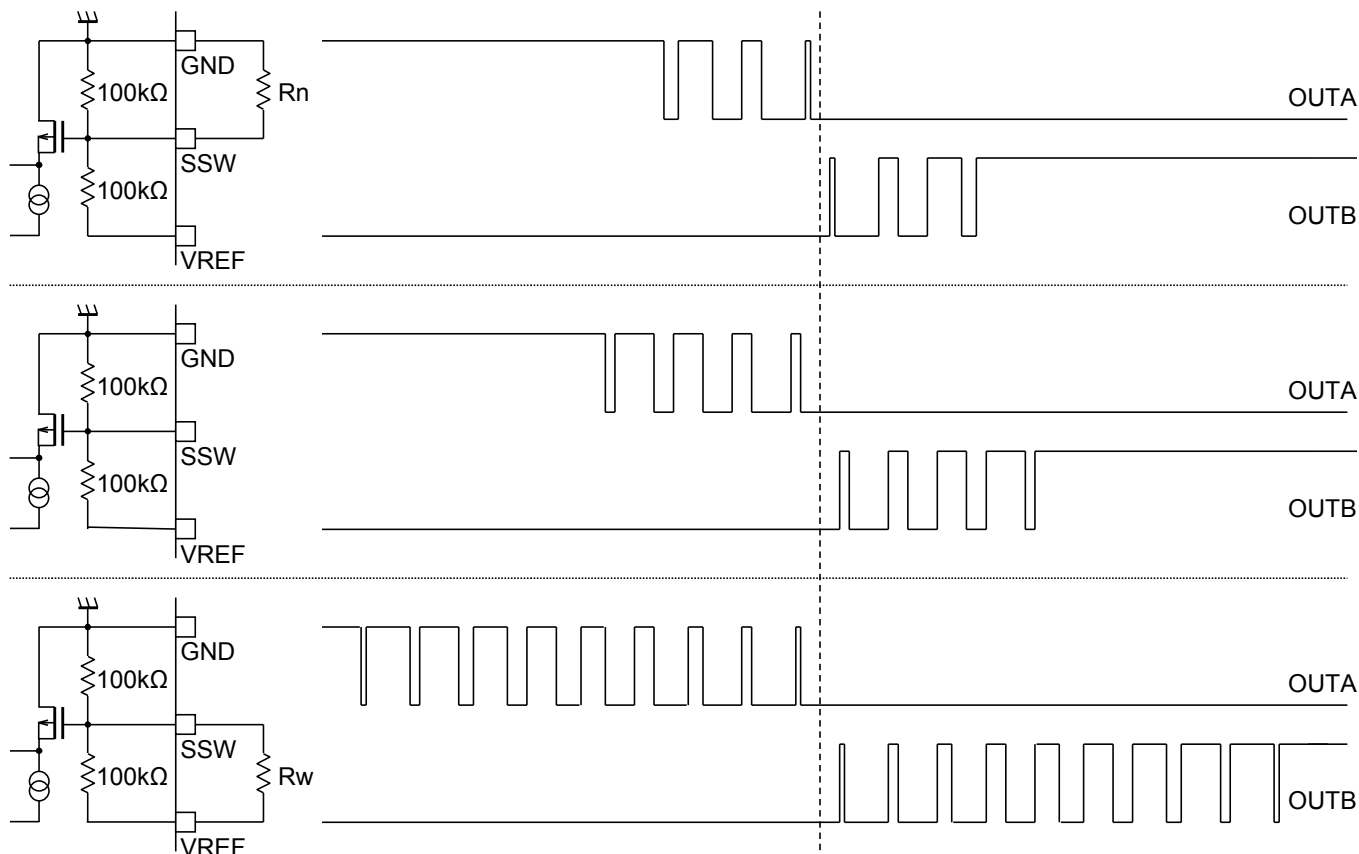 GND
100kΩ
Rn
OUTA
SSW
100kΩ
OUTB
VREF
GND
100kΩ
OUTA
SSW
100kΩ
OUTB
VREF
GND
100kΩ
OUTA
SSW
100kΩ
Rw
OUTB
VREF